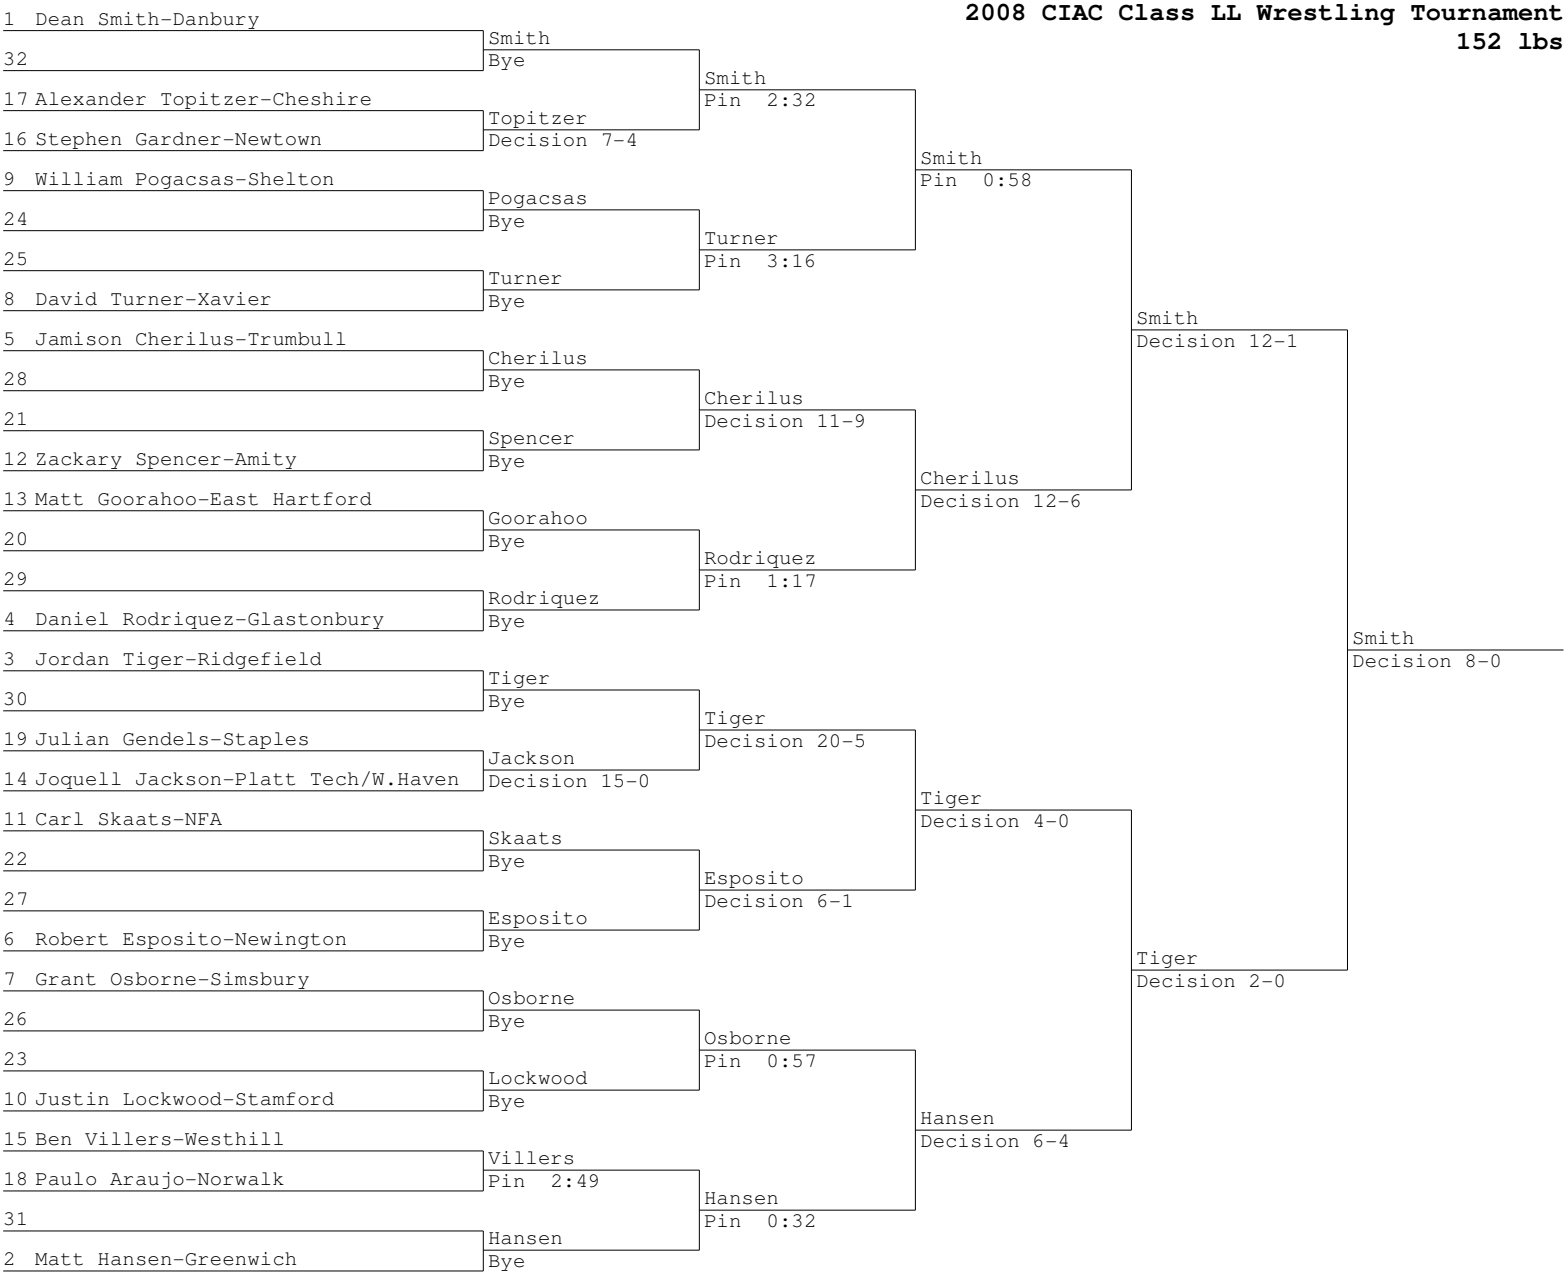 2008 CIAC Class LL Wrestling Tournament
152 lbs
1 Dean Smith-Danbury
32
17 Alexander Topitzer-Cheshire
16 Stephen Gardner-Newtown
9 William Pogacsas-Shelton
24
25
8 David Turner-Xavier
5 Jamison Cherilus-Trumbull
28
21
12 Zackary Spencer-Amity
13 Matt Goorahoo-East Hartford
20
29
4 Daniel Rodriquez-Glastonbury
3 Jordan Tiger-Ridgefield
30
19 Julian Gendels-Staples
14 Joquell Jackson-Platt Tech/W.Haven
11 Carl Skaats-NFA
22
27
6 Robert Esposito-Newington
7 Grant Osborne-Simsbury
26
23
10 Justin Lockwood-Stamford
15 Ben Villers-Westhill
18 Paulo Araujo-Norwalk
31
2 Matt Hansen-Greenwich
Smith
Bye
Topitzer
Decision 7-4
Pogacsas
Bye
Turner
Bye
Cherilus
Bye
Spencer
Bye
Goorahoo
Bye
Rodriquez
Bye
Tiger
Bye
Jackson
Decision 15-0
Skaats
Bye
Esposito
Bye
Osborne
Bye
Lockwood
Bye
Villers
Pin 2:49
Hansen
Bye
Smith
Pin 2:32
Turner
Pin 3:16
Cherilus
Decision 11-9
Rodriquez
Pin 1:17
Tiger
Decision 20-5
Esposito
Decision 6-1
Osborne
Pin 0:57
Hansen
Pin 0:32
Smith
Pin 0:58
Cherilus
Decision 12-6
Tiger
Decision 4-0
Hansen
Decision 6-4
Smith
Decision 12-1
Tiger
Decision 2-0
Smith
Decision 8-0